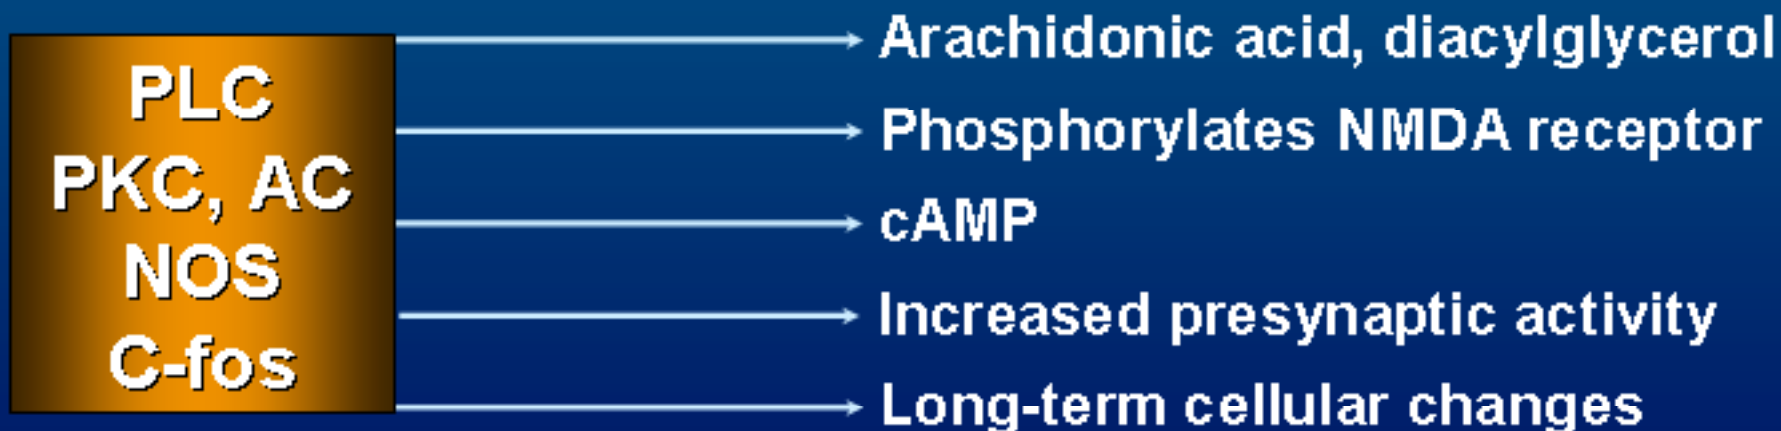 PLC
PKC, AC
NOS
C-fos
Arachidonic acid, diacylglycerol
Phosphorylates NMDA receptor
cAMP
Increased presynaptic activity
Long-term cellular changes